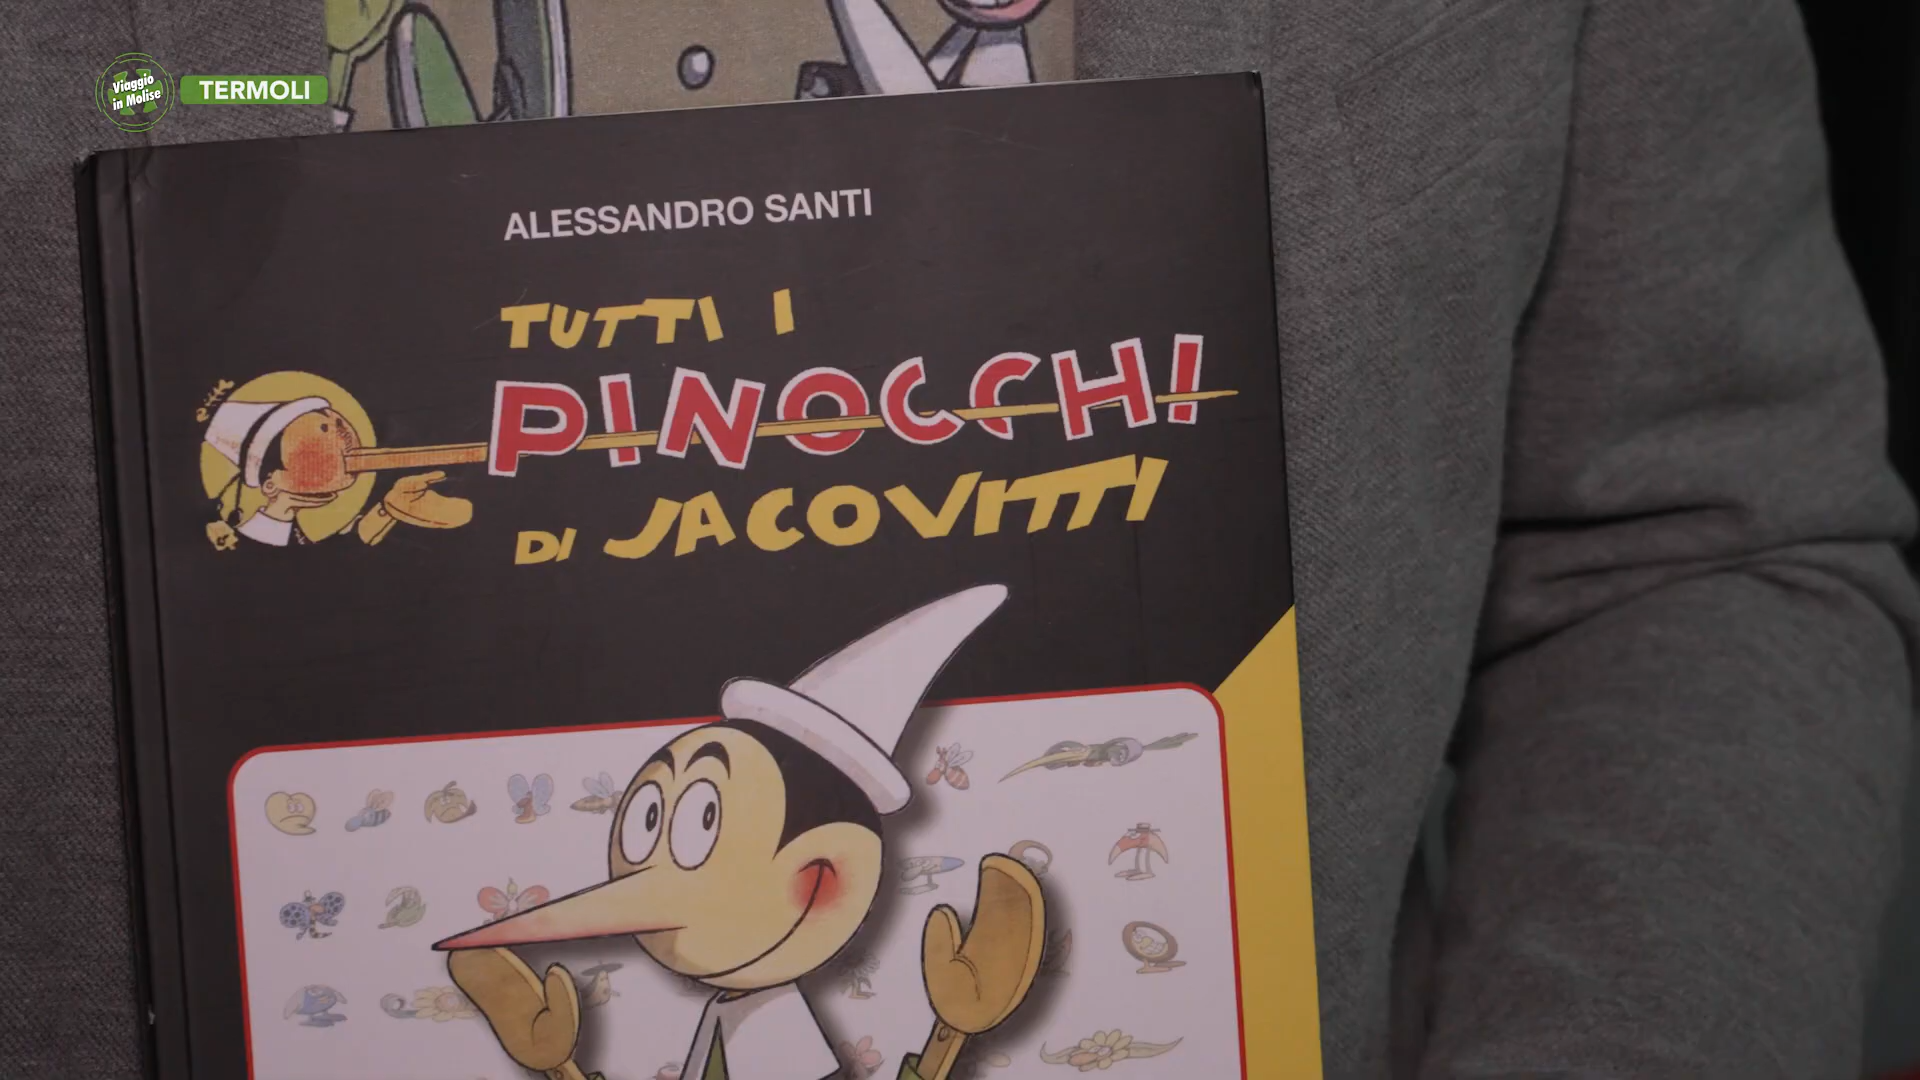 Viaggio
in Molise
TERMOLI
ALESSANDRO SANTI
TUTTI I
PINOCCHI
DI JACOVITTI